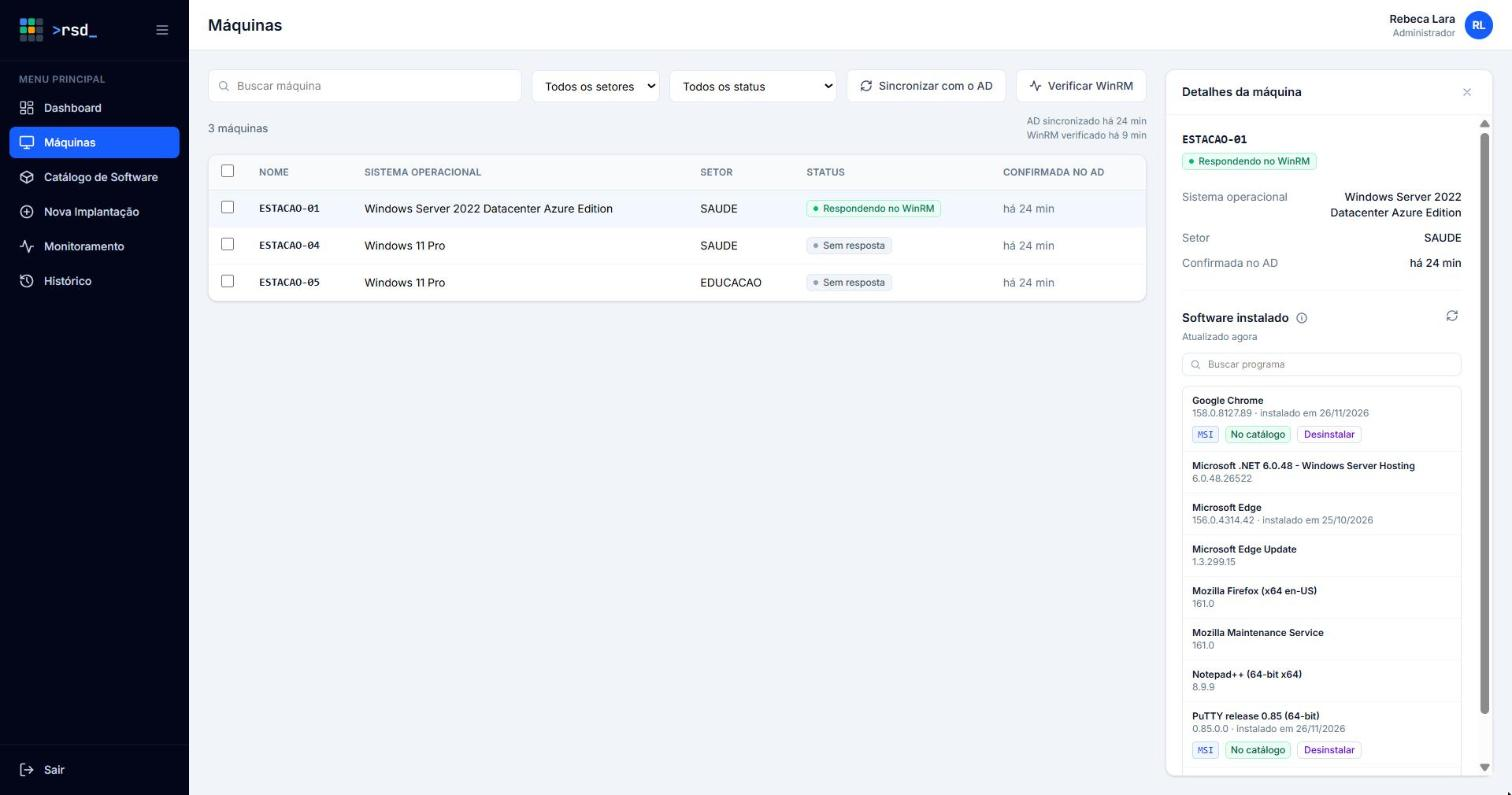 >rsd_
MENU PRINCIPAL
Dashboard
Máquinas
Catálogo de Software
Nova Implantação
Monitoramento
Histórico
Sair
Máquinas
Rebeca Lara
Administrador
RL
Buscar máquina
Todos os setores
Todos os status
Sincronizar com o AD
Verificar WinRM
3 máquinas
AD sincronizado há 24 min
WinRM verificado há 9 min
NOME SISTEMA OPERACIONAL SETOR STATUS CONFIRMADA NO AD
ESTACAO-01 Windows Server 2022 Datacenter Azure Edition SAUDE Respondendo no WinRM há 24 min
ESTACAO-04 Windows 11 Pro SAUDE Sem resposta há 24 min
ESTACAO-05 Windows 11 Pro EDUCACAO Sem resposta há 24 min
Detalhes da máquina
ESTACAO-01
Respondendo no WinRM
Sistema operacional Windows Server 2022
Datacenter Azure Edition
Setor SAUDE
Confirmada no AD há 24 min
Software instalado
Atualizado agora
Buscar programa
Google Chrome
158.0.8127.89 · instalado em 26/11/2026
MSI No catálogo Desinstalar
Microsoft .NET 6.0.48 - Windows Server Hosting
6.0.48.26522
Microsoft Edge
156.0.4314.42 · instalado em 25/10/2026
Microsoft Edge Update
1.3.299.15
Mozilla Firefox (x64 en-US)
161.0
Mozilla Maintenance Service
161.0
Notepad++ (64-bit x64)
8.9.9
PuTTY release 0.85 (64-bit)
0.85.0.0 · instalado em 26/11/2026
MSI No catálogo Desinstalar